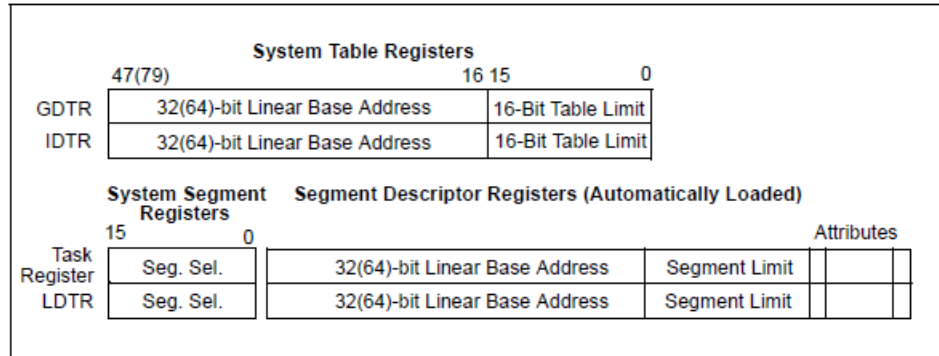 System Table Registers
47(79) 16 15 0
GDTR 32(64)-bit Linear Base Address 16-Bit Table Limit
IDTR 32(64)-bit Linear Base Address 16-Bit Table Limit
System Segment Registers Segment Descriptor Registers (Automatically Loaded)
15 0 Attributes
Task Register Seg. Sel. 32(64)-bit Linear Base Address Segment Limit
LDTR Seg. Sel. 32(64)-bit Linear Base Address Segment Limit